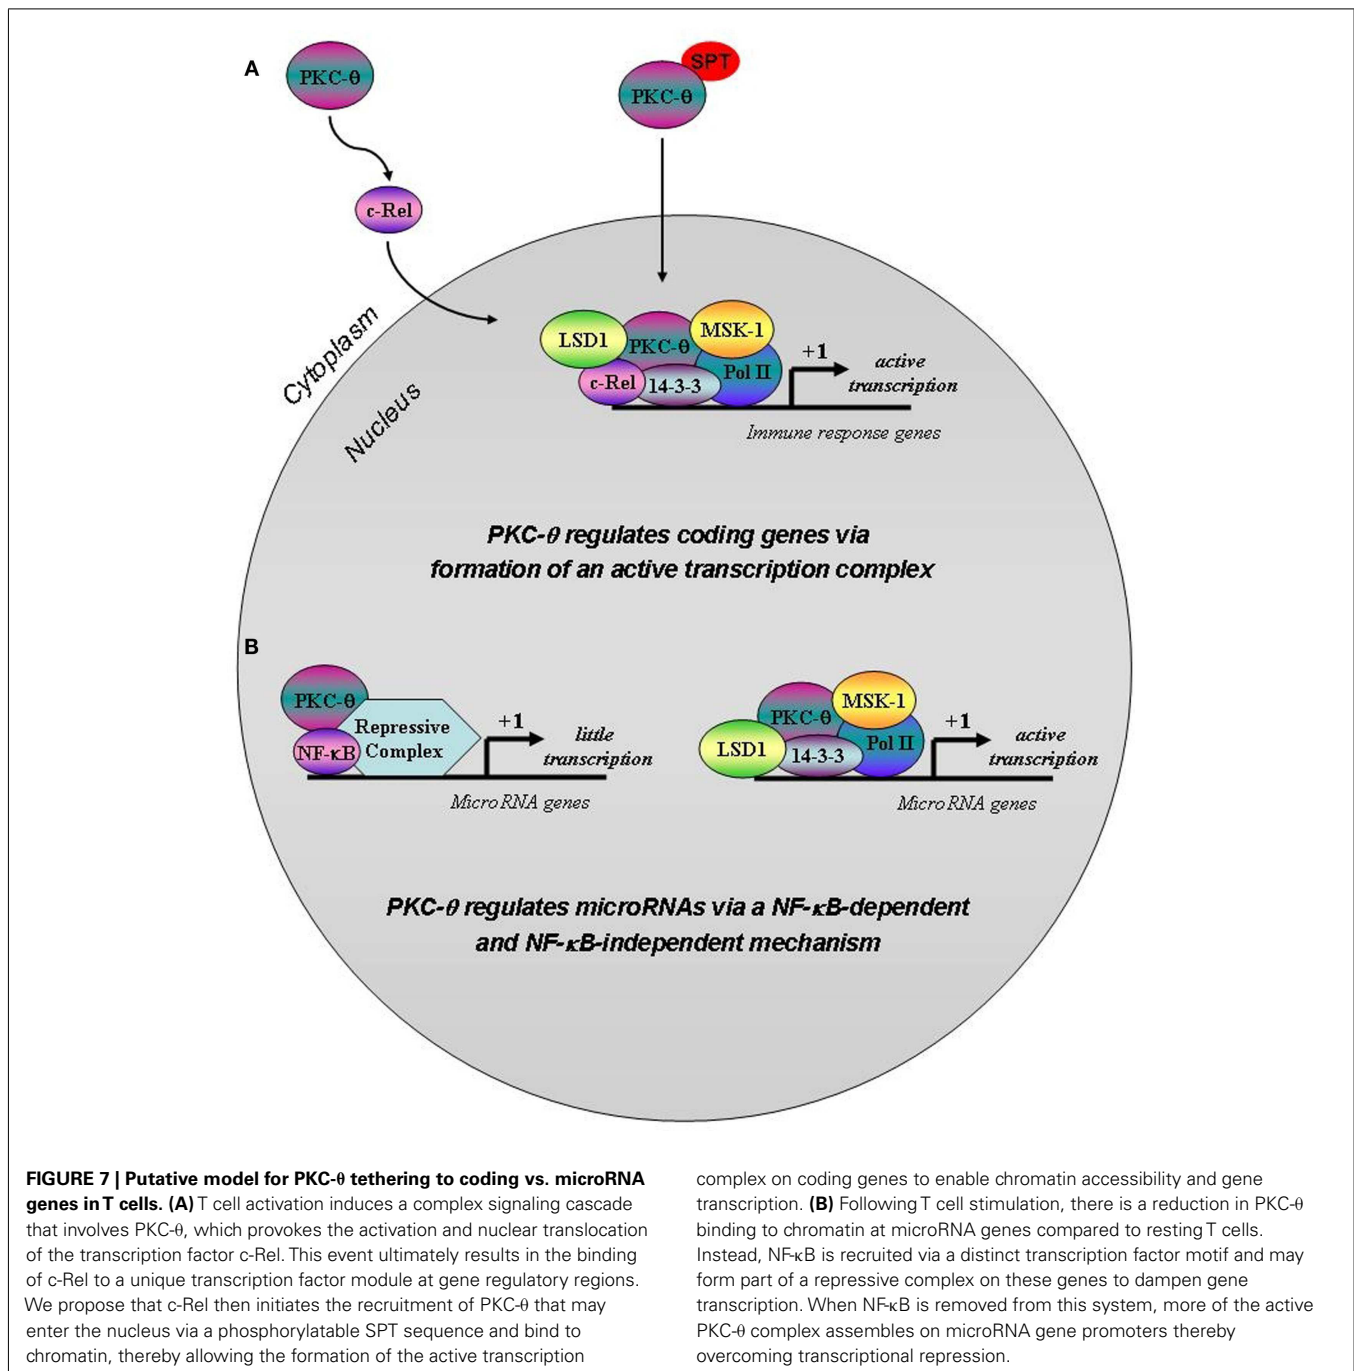 A
PKC-θ
SPT
PKC-θ
c-Rel
Cytoplasm
Nucleus
LSD1
PKC-θ
MSK-1
c-Rel
14-3-3
Pol II
+1
active
transcription
Immune response genes
PKC-θ regulates coding genes via
formation of an active transcription complex
B
PKC-θ
NF-κB
Repressive
Complex
+1
little
transcription
MicroRNA genes
LSD1
PKC-θ
MSK-1
14-3-3
Pol II
+1
active
transcription
MicroRNA genes
PKC-θ regulates microRNAs via a NF-κB-dependent
and NF-κB-independent mechanism
FIGURE 7 | Putative model for PKC-θ tethering to coding vs. microRNA
genes in T cells. (A) T cell activation induces a complex signaling cascade
that involves PKC-θ, which provokes the activation and nuclear translocation
of the transcription factor c-Rel. This event ultimately results in the binding
of c-Rel to a unique transcription factor module at gene regulatory regions.
We propose that c-Rel then initiates the recruitment of PKC-θ that may
enter the nucleus via a phosphorylatable SPT sequence and bind to
chromatin, thereby allowing the formation of the active transcription
complex on coding genes to enable chromatin accessibility and gene
transcription. (B) Following T cell stimulation, there is a reduction in PKC-θ
binding to chromatin at microRNA genes compared to resting T cells.
Instead, NF-κB is recruited via a distinct transcription factor motif and may
form part of a repressive complex on these genes to dampen gene
transcription. When NF-κB is removed from this system, more of the active
PKC-θ complex assembles on microRNA gene promoters thereby
overcoming transcriptional repression.